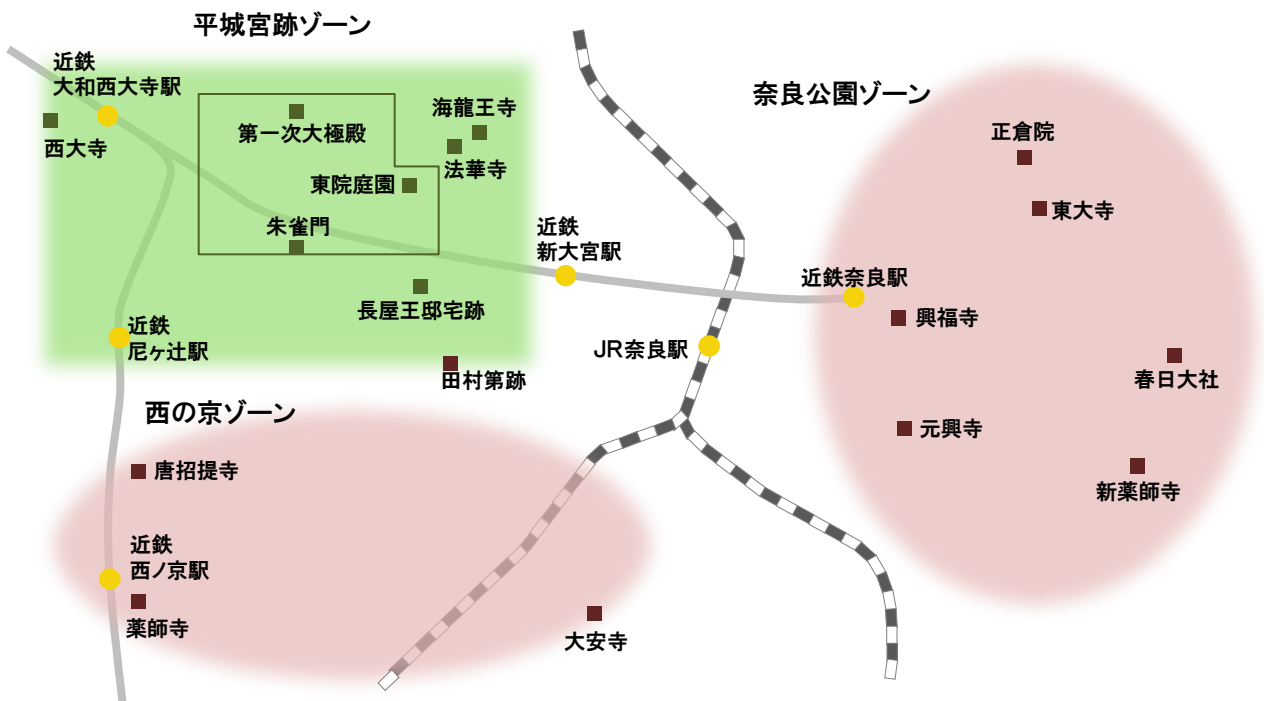 平城宮跡ゾーン
近鉄
大和西大寺駅
西大寺
第一次大極殿
海龍王寺
法華寺
東院庭園
朱雀門
長屋王邸宅跡
近鉄
尼ヶ辻駅
田村第跡
近鉄
新大宮駅
JR奈良駅
奈良公園ゾーン
正倉院
東大寺
近鉄奈良駅
興福寺
春日大社
元興寺
新薬師寺
西の京ゾーン
唐招提寺
近鉄
西ノ京駅
薬師寺
大安寺